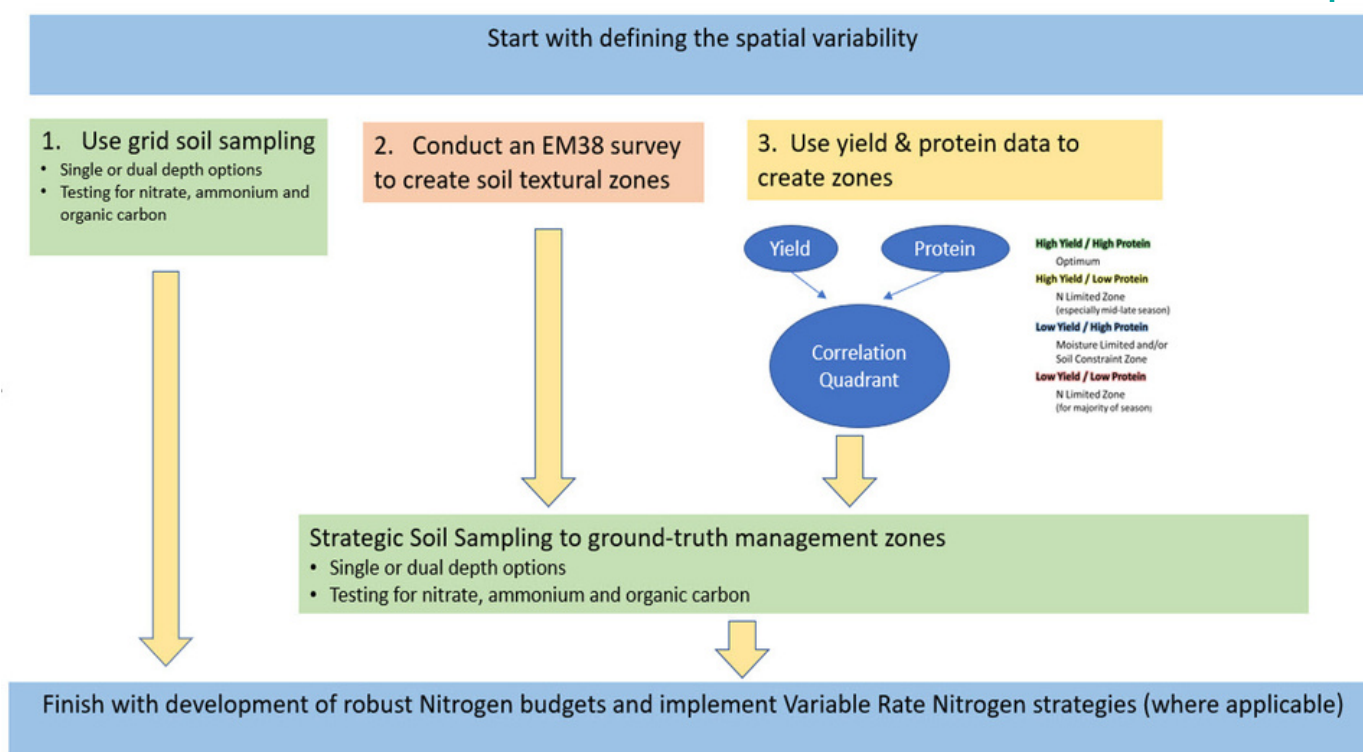 Start with defining the spatial variability
1. Use grid soil sampling
• Single or dual depth options
• Testing for nitrate, ammonium and
organic carbon
2. Conduct an EM38 survey
to create soil textural zones
3. Use yield & protein data to
create zones
Yield
Protein
Correlation
Quadrant
High Yield / High Protein
Optimum
High Yield / Low Protein
N Limited Zone
(especially mid-late season)
Low Yield / High Protein
Moisture Limited and/or
Soil Constraint Zone
Low Yield / Low Protein
N Limited Zone
(for majority of season)
Strategic Soil Sampling to ground-truth management zones
• Single or dual depth options
• Testing for nitrate, ammonium and organic carbon
Finish with development of robust Nitrogen budgets and implement Variable Rate Nitrogen strategies (where applicable)